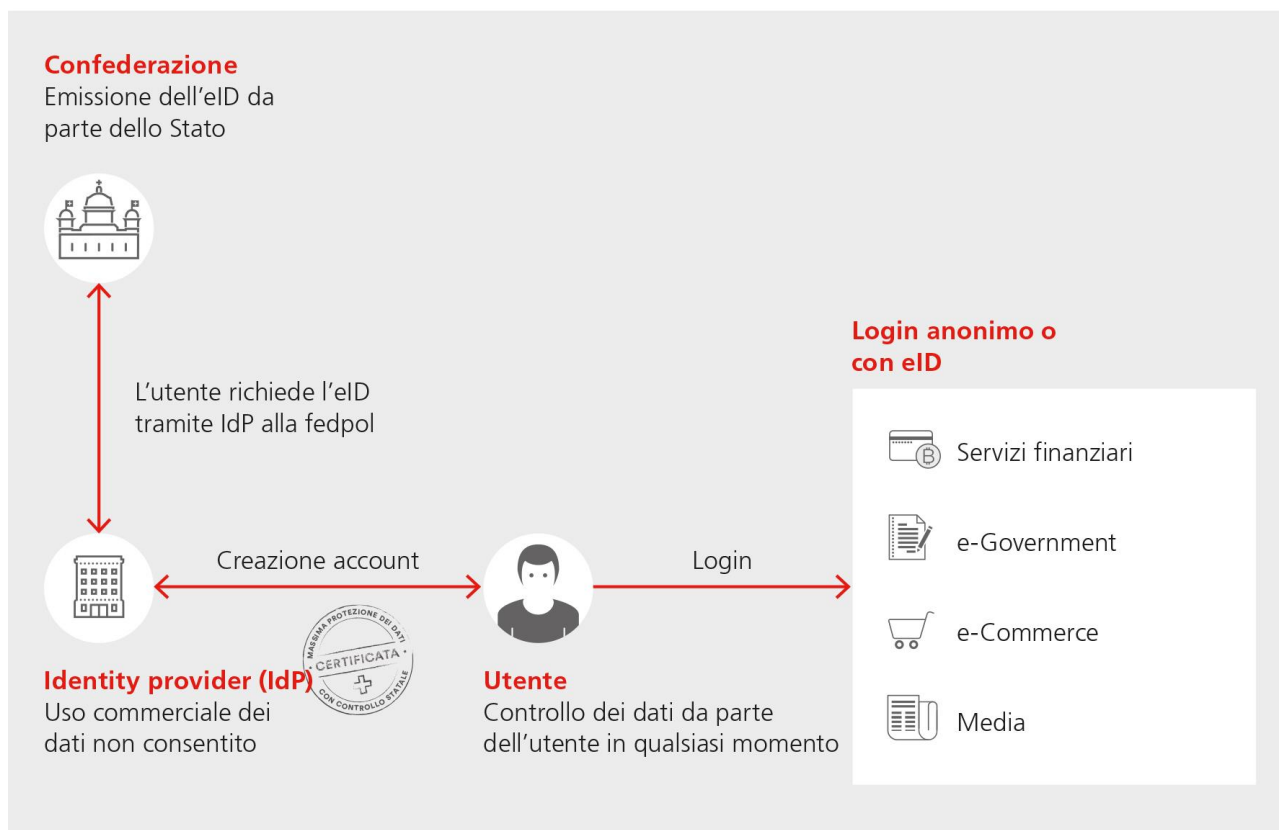 Confederazione
Emissione dell'eID da
parte dello Stato
L'utente richiede l'eID
tramite IdP alla fedpol
Creazione account
Login
MASSIMA PROTEZIONE DEI DATI
CERTIFICATA
CON CONTROLLO STATALE
Identity provider (IdP)
Uso commerciale dei
dati non consentito
Utente
Controllo dei dati da parte
dell'utente in qualsiasi momento
Login anonimo o
con eID
Servizi finanziari
e-Government
e-Commerce
Media